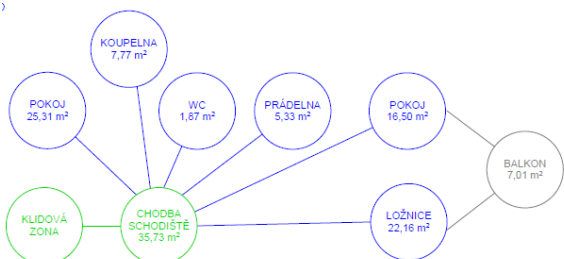 )
KOUPELNA
7,77 m²
POKOJ
25,31 m²
WC
1,87 m²
PRÁDELNA
5,33 m²
POKOJ
16,50 m²
BALKON
7,01 m²
KLIDOVÁ
ZONA
CHODBA
SCHODIŠTĚ
35,73 m²
LOŽNICE
22,16 m²